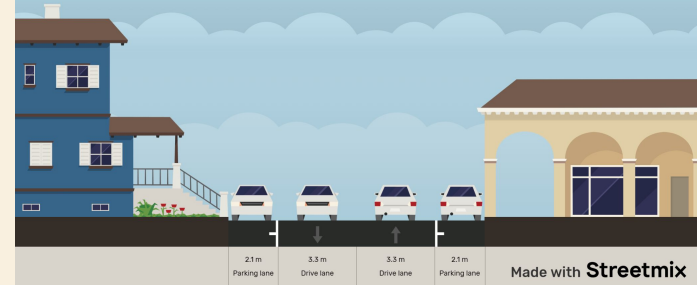 2.1 m
Parking lane
3.3 m
Drive lane
3.3 m
Drive lane
2.1 m
Parking lane
Made with Streetmix